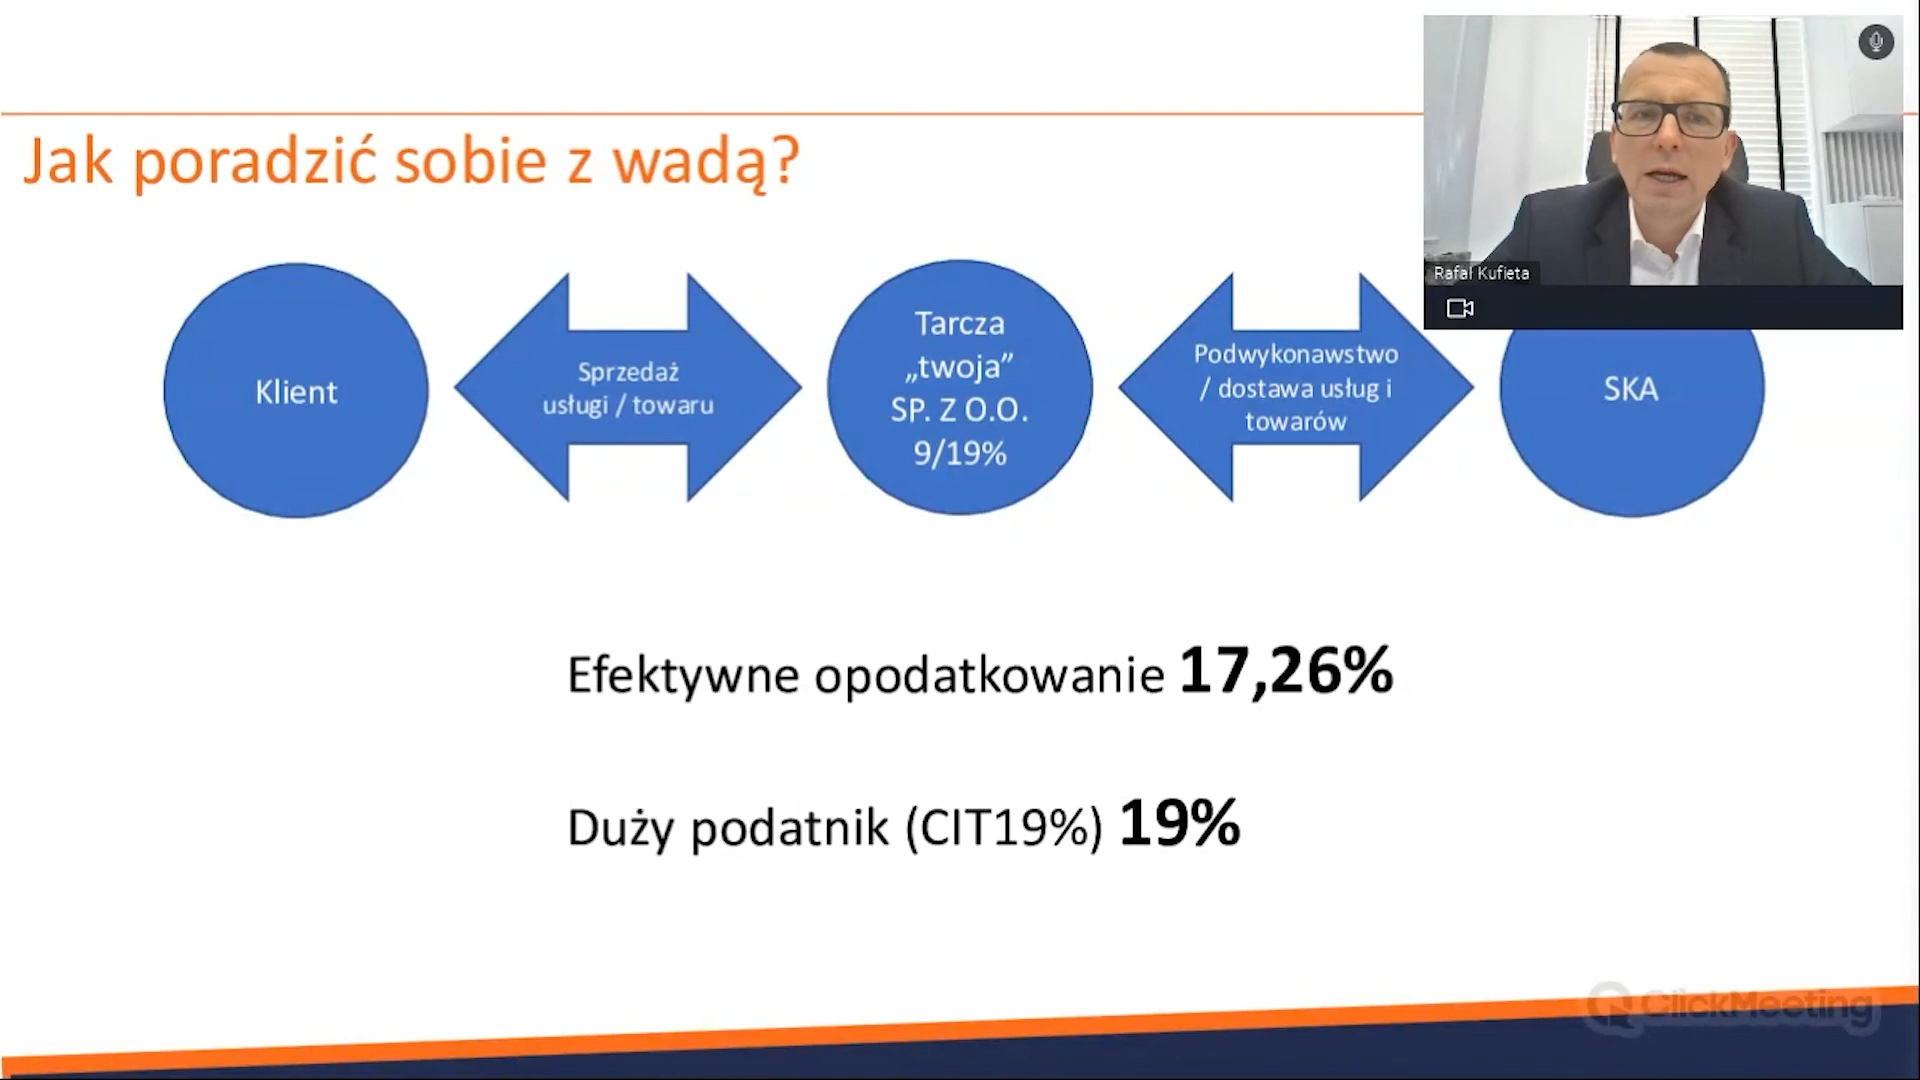 Jak poradzić sobie z wadą?
Rafał Kufieta
Klient
Sprzedaż
usługi / towaru
Tarcza
„twoja”
SP. Z O.O.
9/19%
Podwykonawstwo
/ dostawa usług i
towarów
SKA
Efektywne opodatkowanie 17,26%
Duży podatnik (CIT19%) 19%
ClickMeeting